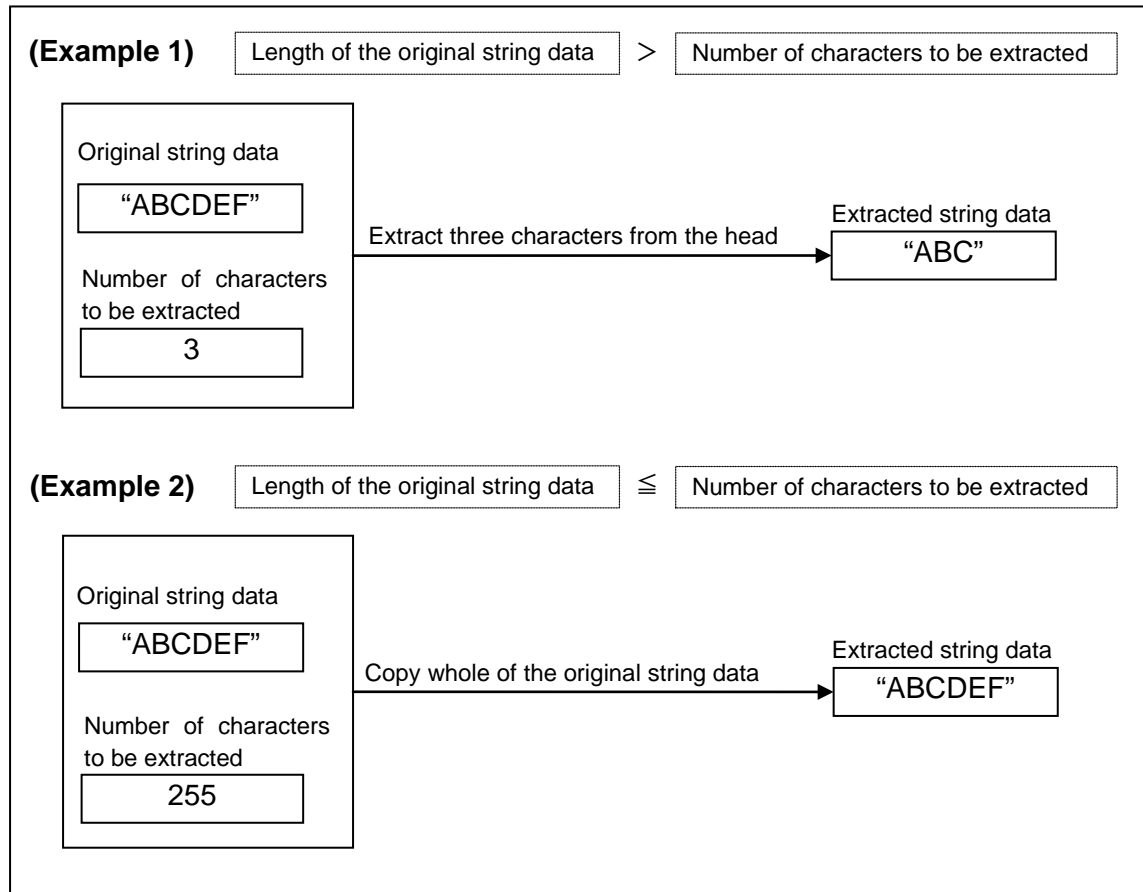 (Example 1) Length of the original string data > Number of characters to be extracted
Original string data
“ABCDEF”
Number of characters
to be extracted
3
Extract three characters from the head
Extracted string data
“ABC”
(Example 2) Length of the original string data ≦ Number of characters to be extracted
Original string data
“ABCDEF”
Number of characters
to be extracted
255
Copy whole of the original string data
Extracted string data
“ABCDEF”